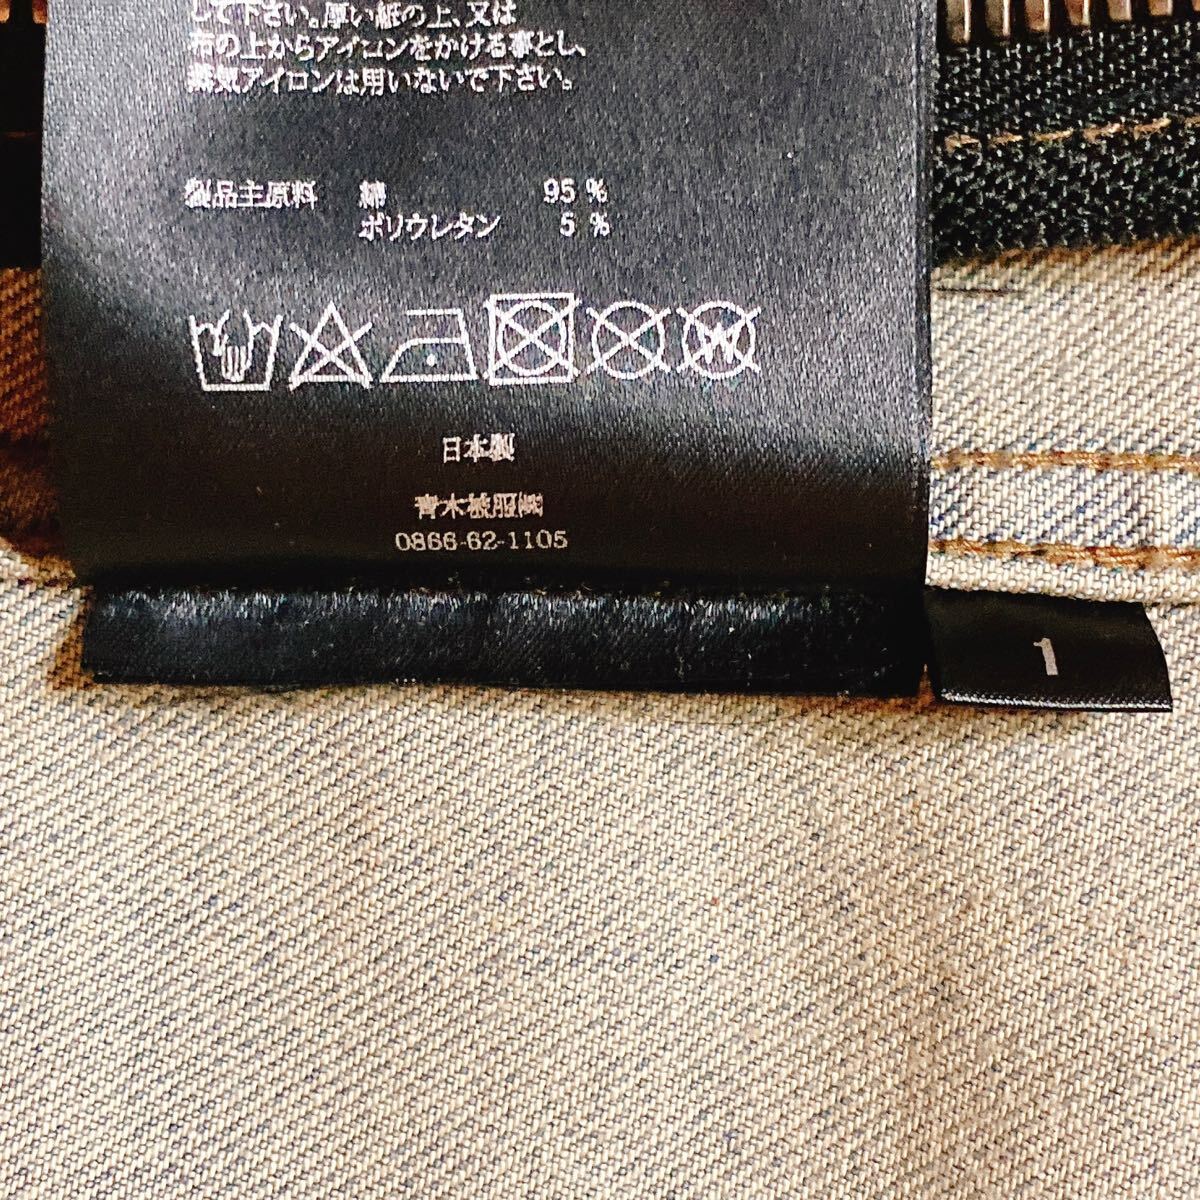 して下さい。厚い紙の上、又は
布の上からアイロンをかける事とし、
蒸気アイロンは用いないで下さい。
製品主原料 綿 95 %
ポリウレタン 5 %
W
日本製
青木被服㈱
0866-62-1105
1